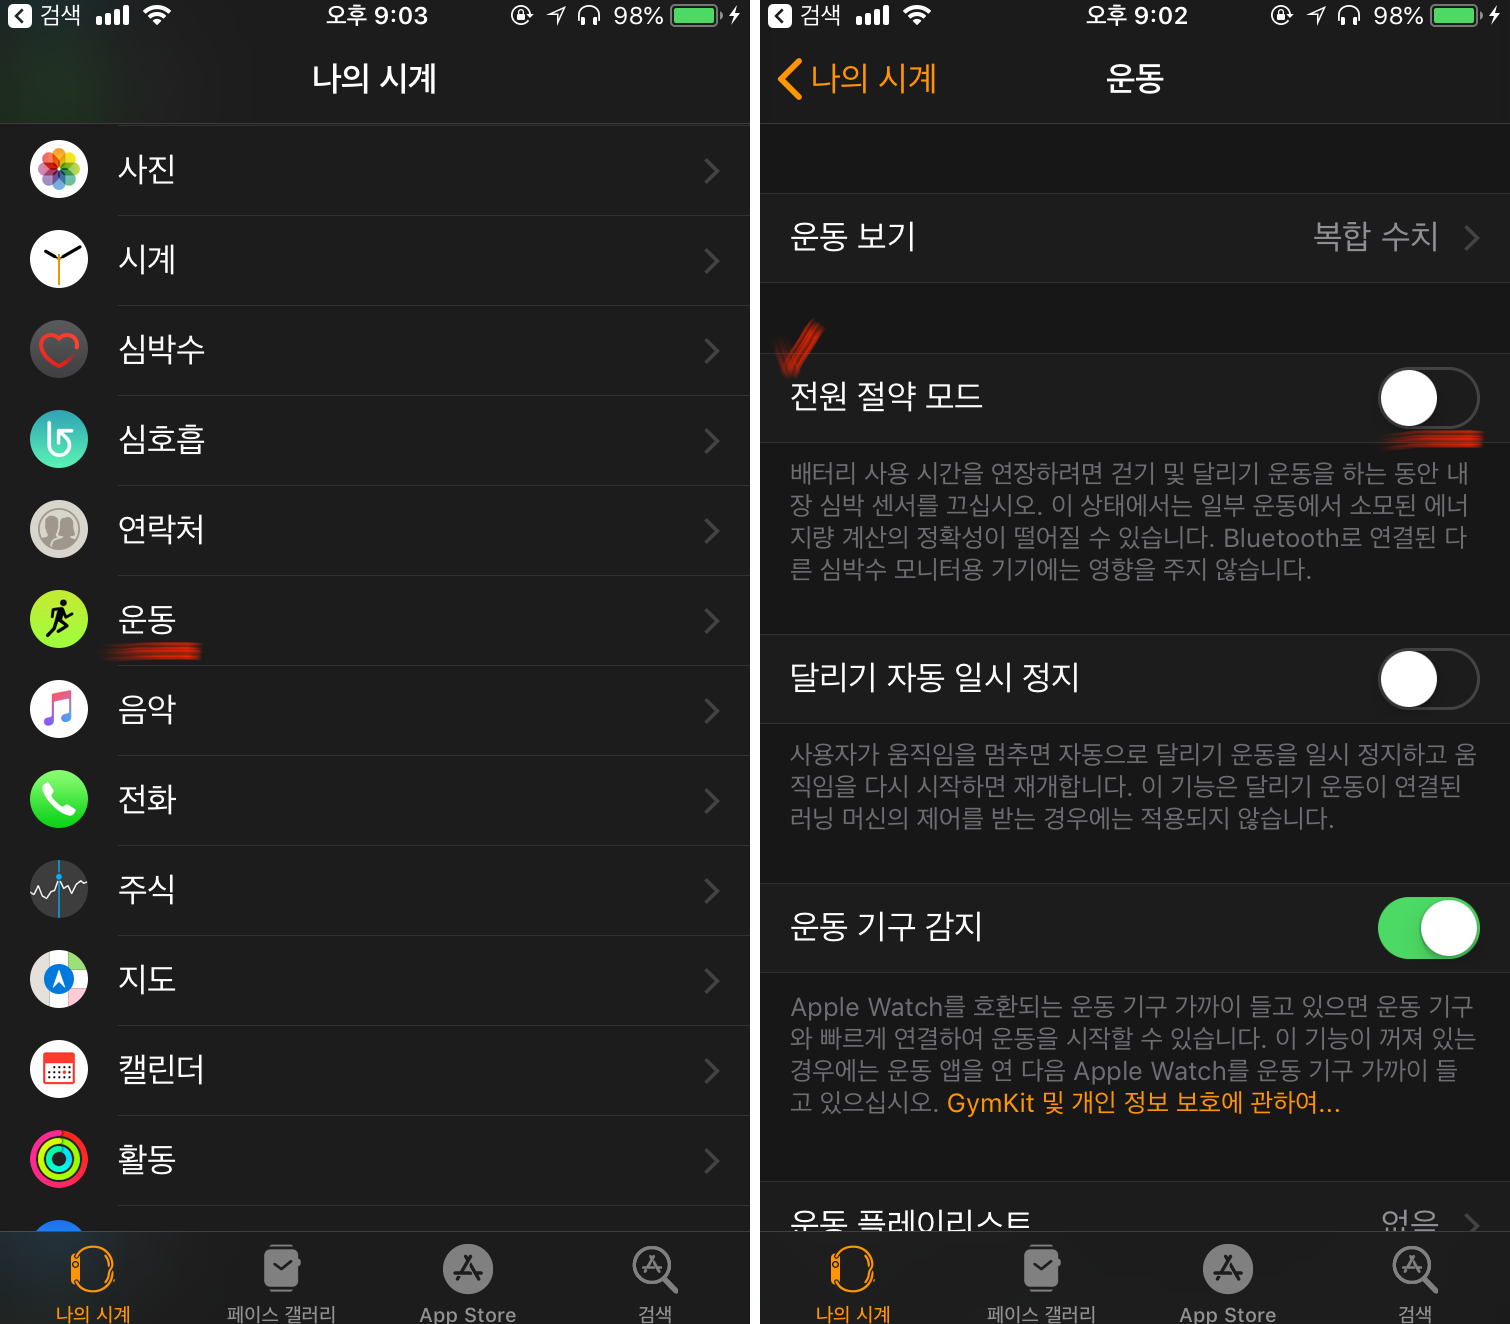 검색
오후 9:03
98%
나의 시계
사진
시계
심박수
심호흡
연락처
운동
음악
전화
주식
지도
캘린더
활동
나의 시계
페이스 갤러리
App Store
검색
검색
오후 9:02
98%
나의 시계
운동
운동 보기
복합 수치
전원 절약 모드
배터리 사용 시간을 연장하려면 걷기 및 달리기 운동을 하는 동안 내
장 심박 센서를 끄십시오. 이 상태에서는 일부 운동에서 소모된 에너
지량 계산의 정확성이 떨어질 수 있습니다. Bluetooth로 연결된 다
른 심박수 모니터용 기기에는 영향을 주지 않습니다.
달리기 자동 일시 정지
사용자가 움직임을 멈추면 자동으로 달리기 운동을 일시 정지하고 움
직임을 다시 시작하면 재개합니다. 이 기능은 달리기 운동이 연결된
러닝 머신의 제어를 받는 경우에는 적용되지 않습니다.
운동 기구 감지
Apple Watch를 호환되는 운동 기구 가까이 들고 있으면 운동 기구
와 빠르게 연결하여 운동을 시작할 수 있습니다. 이 기능이 꺼져 있는
경우에는 운동 앱을 연 다음 Apple Watch를 운동 기구 가까이 들
고 있으십시오. GymKit 및 개인 정보 보호에 관하여...
운동 플레이리스트
없음
나의 시계
페이스 갤러리
App Store
검색